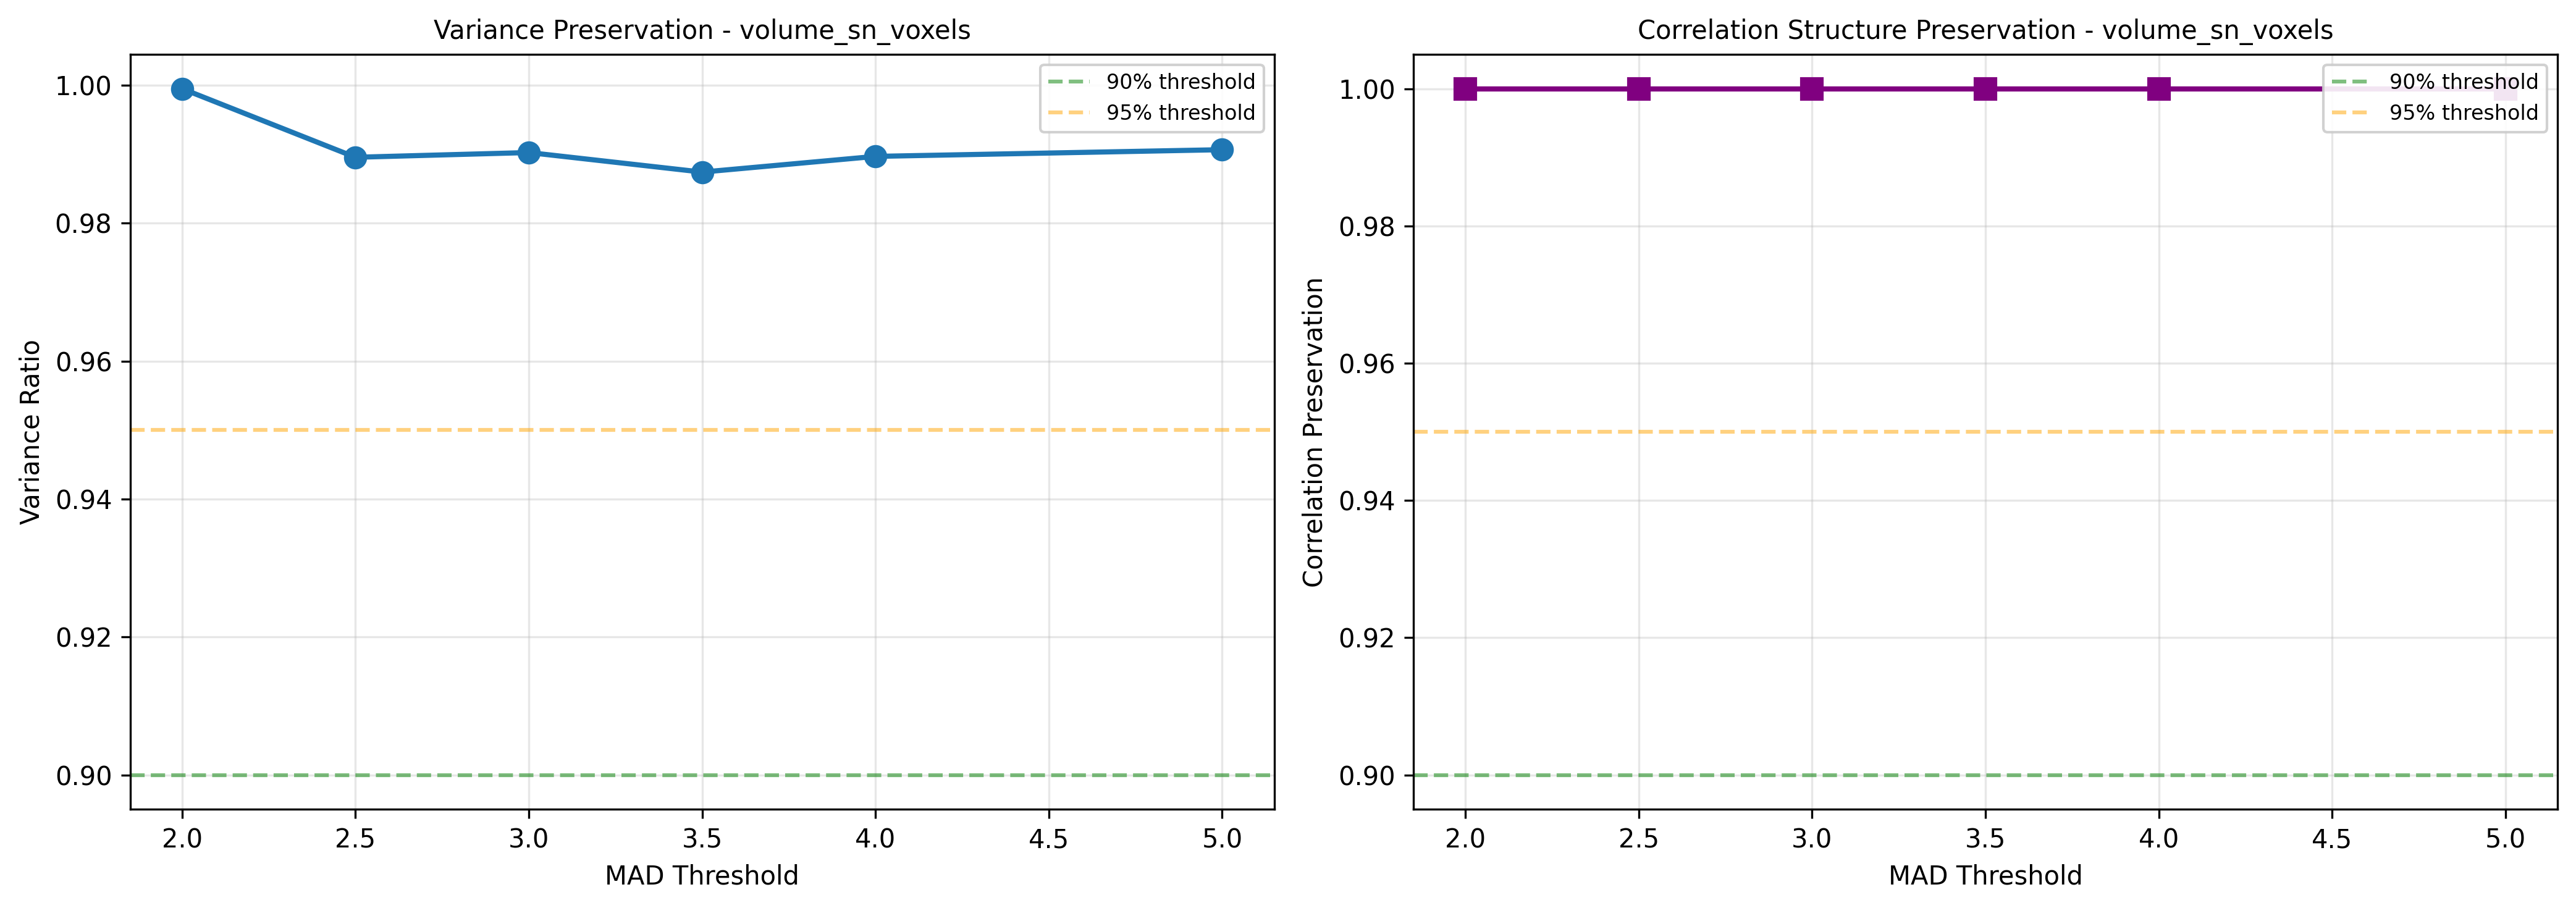 Variance Preservation - volume_sn_voxels
90% threshold
95% threshold
Variance Ratio
1.00
0.98
0.96
0.94
0.92
0.90
2.0 2.5 3.0 3.5 4.0 4.5 5.0
MAD Threshold
Correlation Structure Preservation - volume_sn_voxels
90% threshold
95% threshold
Correlation Preservation
1.00
0.98
0.96
0.94
0.92
0.90
2.0 2.5 3.0 3.5 4.0 4.5 5.0
MAD Threshold